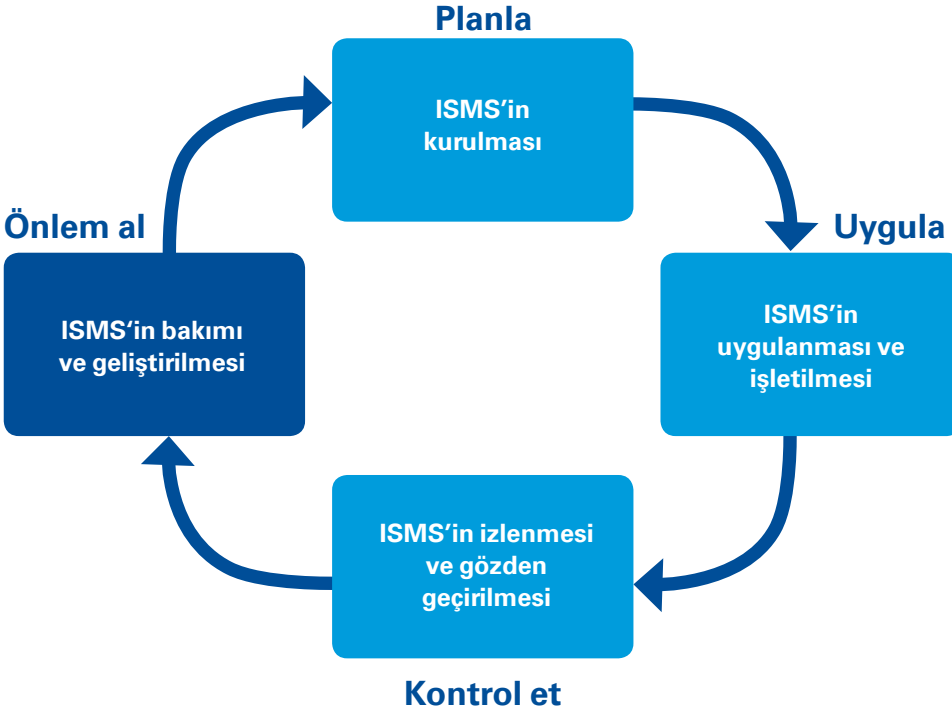 Planla
ISMS’in
kurulması
Önlem al
Uygula
ISMS‘in bakımı
ve geliştirilmesi
ISMS’in
uygulanması ve
işletilmesi
ISMS’in izlenmesi
ve gözden
geçirilmesi
Kontrol et